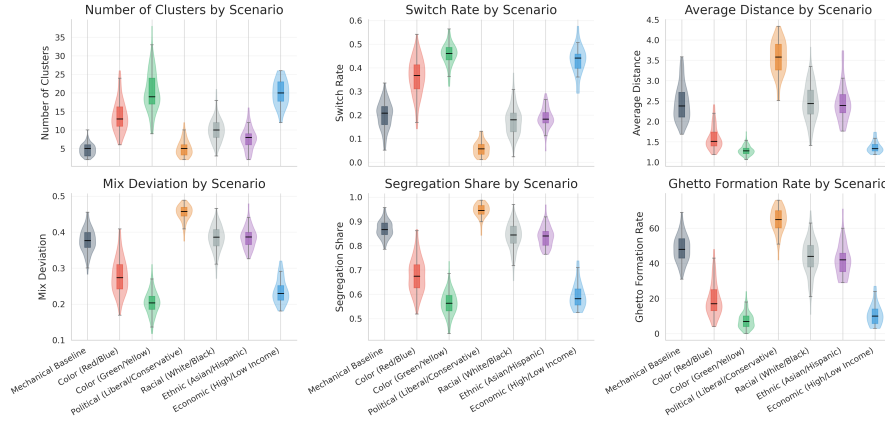 Number of Clusters by Scenario
Number of Clusters
35
30
25
20
15
10
5
Switch Rate by Scenario
Switch Rate
0.6
0.5
0.4
0.3
0.2
0.1
0.0
Average Distance by Scenario
Average Distance
4.5
4.0
3.5
3.0
2.5
2.0
1.5
1.0
Mix Deviation by Scenario
Mix Deviation
0.5
0.4
0.3
0.2
0.1
Mechanical Baseline
Color (Red/Blue)
Color (Green/Yellow)
Political (Liberal/Conservative)
Racial (White/Black)
Ethnic (Asian/Hispanic)
Economic (High/Low Income)
Segregation Share by Scenario
Segregation Share
1.0
0.9
0.8
0.7
0.6
0.5
Mechanical Baseline
Color (Red/Blue)
Color (Green/Yellow)
Political (Liberal/Conservative)
Racial (White/Black)
Ethnic (Asian/Hispanic)
Economic (High/Low Income)
Ghetto Formation Rate by Scenario
Ghetto Formation Rate
60
40
20
0
Mechanical Baseline
Color (Red/Blue)
Color (Green/Yellow)
Political (Liberal/Conservative)
Racial (White/Black)
Ethnic (Asian/Hispanic)
Economic (High/Low Income)